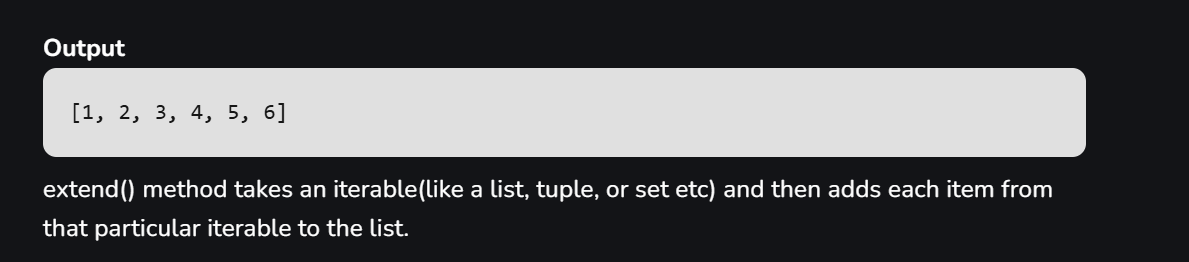 Output
[1, 2, 3, 4, 5, 6]
extend() method takes an iterable(like a list, tuple, or set etc) and then adds each item from
that particular iterable to the list.